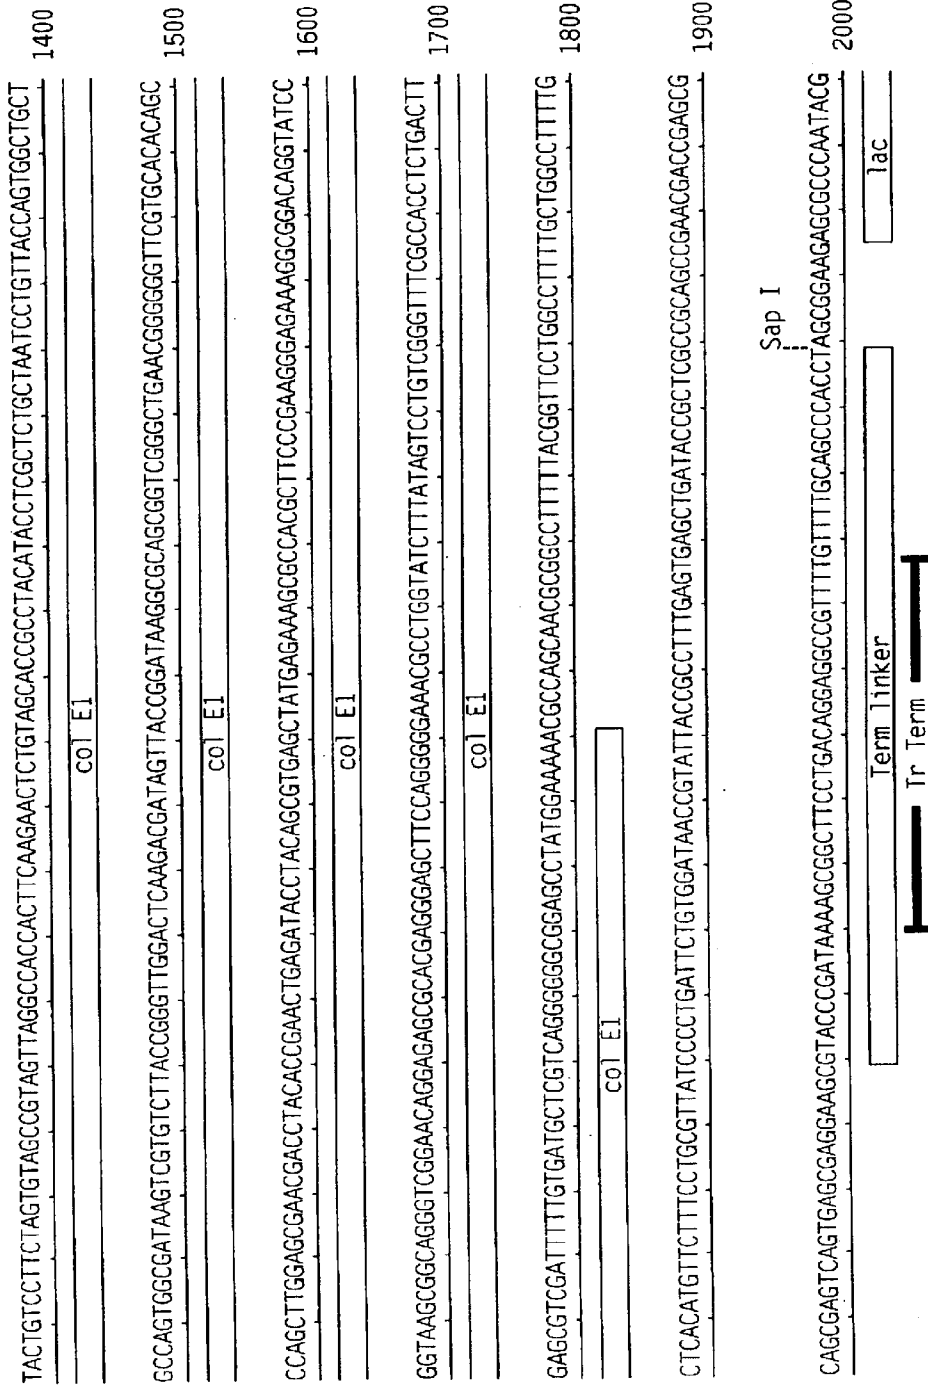 TACTGTCCTTCTAGTGTAGCCGTAGTTAGGCCACCACTTCAAGAACTCTGTAGCACCGCCTACATACCTCGCTCTGCTAATCCTGTTACCAGTGGCTGCT 1400
col E1
GCCAGTGGCGATAAGTCGTGTCTTACCGGGTTGGACTCAAGACGATAGTTACCGGATAAGGCGCAGCGGTCGGGCTGAACGGGGGGTTCGTGCACACAGC 1500
col E1
CCAGCTTGGAGCGAACGACCTACACCGAACTGAGATACCTACAGCGTGAGCTATGAGAAAGCGCCACGCTTCCCGAAGGGAGAAAGGCGGACAGGTATCC 1600
col E1
GGTAAGCGGCAGGGTCGGAACAGGAGAGCGCACGAGGGAGCTTCCAGGGGGAAACGCCTGGTATCTTTATAGTCCTGTCGGGTTTCGCCACCTCTGACTT 1700
col E1
GAGCGTCGATTTTTGTGATGCTCGTCAGGGGGGCGGAGCCTATGGAAAAACGCCAGCAACGCGGCCTTTTTACGGTTCCTGGCCTTTTGCTGGCCTTTTG 1800
col E1
CTCACATGTTCTTTCCTGCGTTATCCCCTGATTCTGTGGATAACCGTATTACCGCCTTTGAGTGAGCTGATACCGCTCGCCGCAGCCGAACGACCGAGCG 1900
Sap I
CAGCGAGTCAGTGAGCGAGGAAGCGTACCCGATAAAAGCGGCTTCCTGACAGGAGGCCGTTTTGTTTTGCAGCCCACCTAGCGGAAGAGCGCCCAATACG 2000
Term linker lac
Tr Term